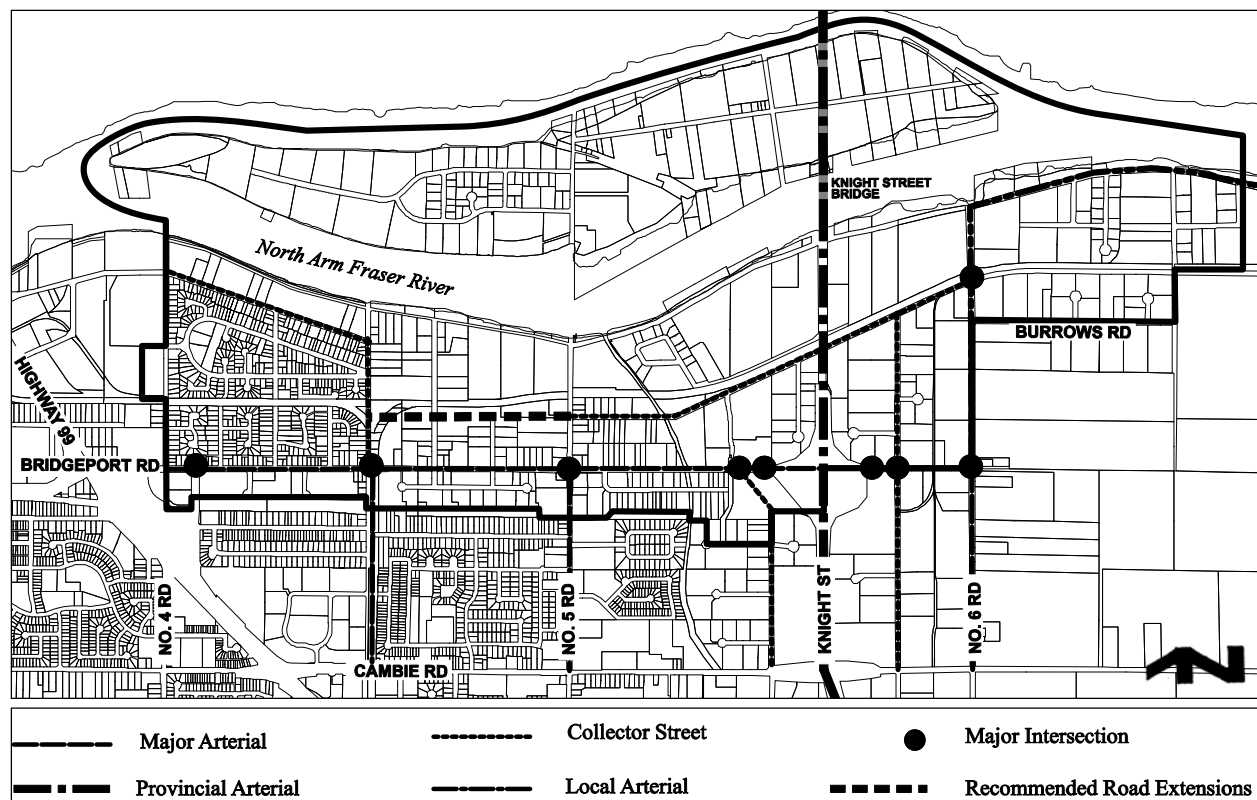 KNIGHT STREET
BRIDGE
North Arm Fraser River
BURROWS RD
HIGHWAY 99
BRIDGEPORT RD
NO. 4 RD
NO. 5 RD
KNIGHT ST
NO. 6 RD
CAMBIE RD
N
Major Arterial
Collector Street
Major Intersection
Provincial Arterial
Local Arterial
Recommended Road Extensions